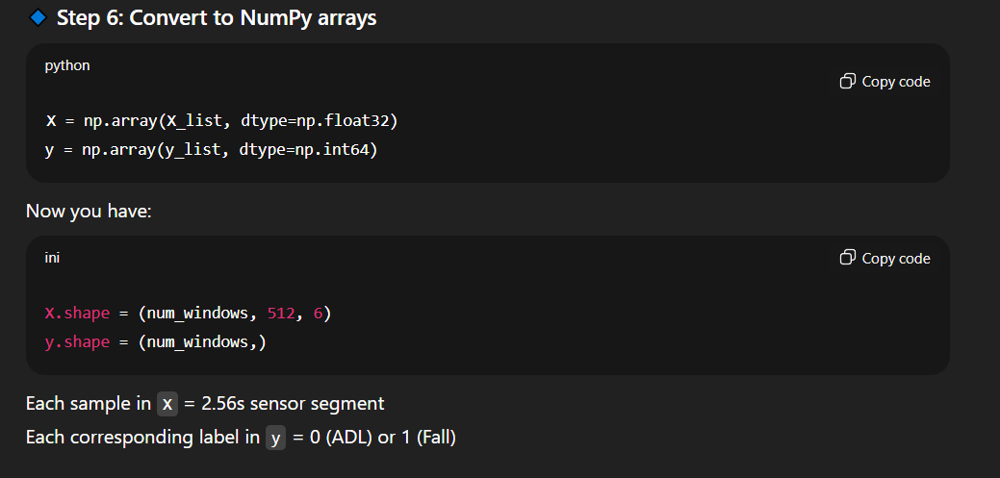 Step 6: Convert to NumPy arrays
python
Copy code
X = np.array(X_list, dtype=np.float32)
y = np.array(y_list, dtype=np.int64)
Now you have:
ini
Copy code
X.shape = (num_windows, 512, 6)
y.shape = (num_windows,)
Each sample in X = 2.56s sensor segment
Each corresponding label in y = 0 (ADL) or 1 (Fall)